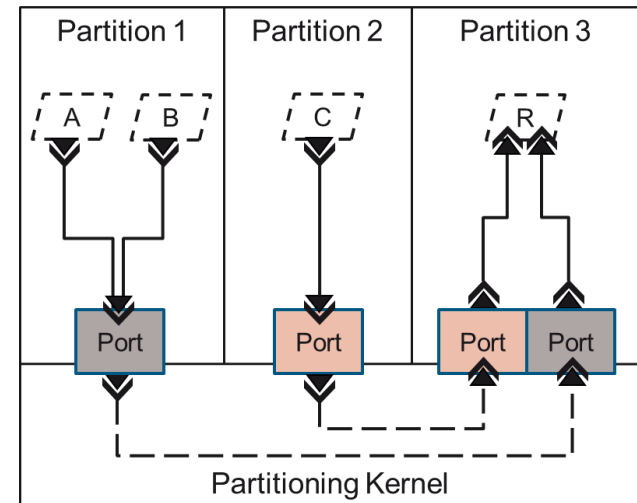 Partition 1
Partition 2
Partition 3
A
B
C
R
Port
Port
Port
Port
Partitioning Kernel